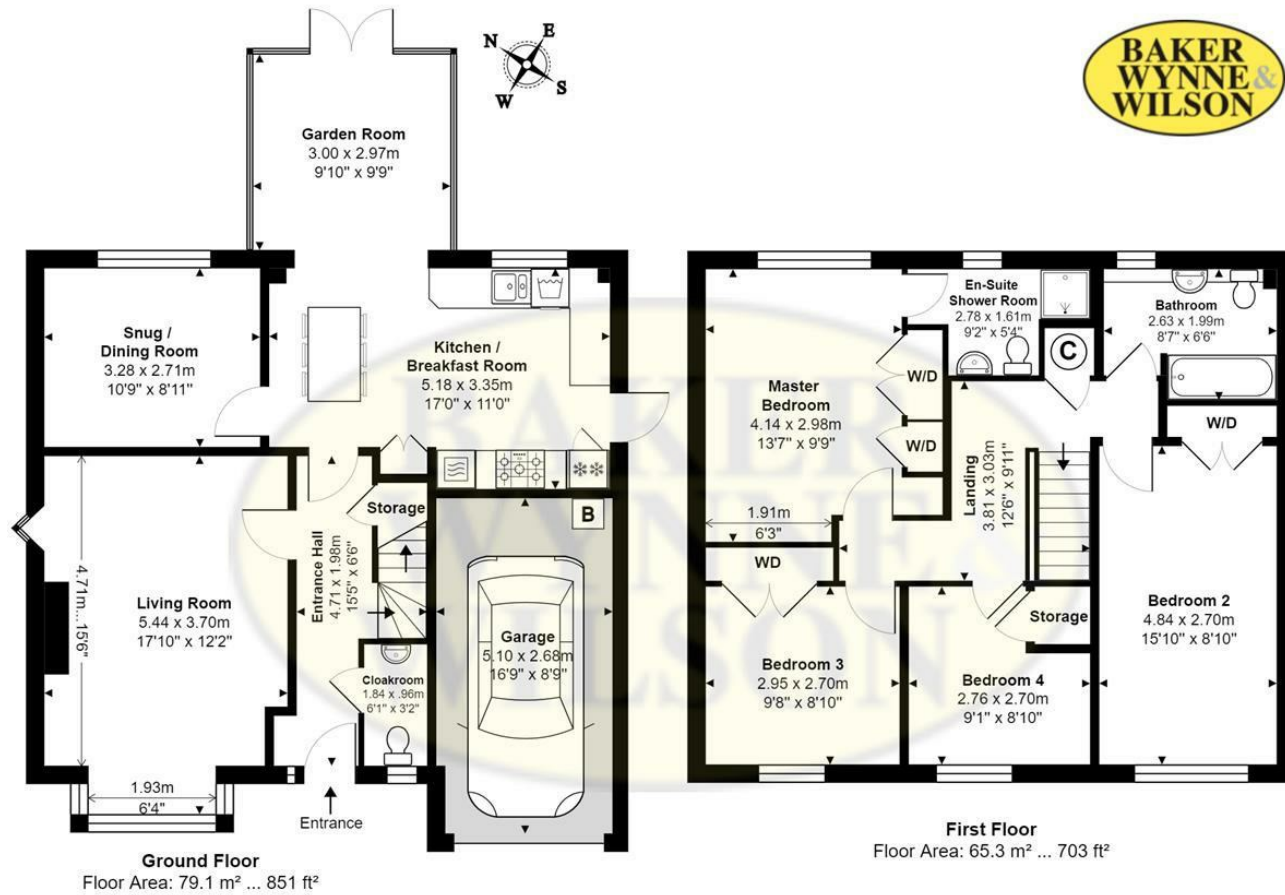 BAKER
WYNNE &
WILSON
N
E
S
W
Garden Room
3.00 x 2.97m
9'10" x 9'9"
Snug /
Dining Room
3.28 x 2.71m
10'9" x 8'11"
Kitchen /
Breakfast Room
5.18 x 3.35m
17'0" x 11'0"
Storage
B
Entrance Hall
4.71 x 1.98m
15'5" x 6'6"
4.71m...15'6"
Living Room
5.44 x 3.70m
17'10" x 12'2"
Garage
5.10 x 2.68m
16'9" x 8'9"
Cloakroom
1.84 x .96m
6'1" x 3'2"
1.93m
6'4"
Entrance
Ground Floor
Floor Area: 79.1 m² ... 851 ft²
En-Suite
Shower Room
2.78 x 1.61m
9'2" x 5'4"
Bathroom
2.63 x 1.99m
8'7" x 6'6"
C
W/D
W/D
W/D
Master
Bedroom
4.14 x 2.98m
13'7" x 9'9"
Landing
3.81 x 3.03m
12'6" x 9'11"
1.91m
6'3"
WD
Storage
Bedroom 2
4.84 x 2.70m
15'10" x 8'10"
Bedroom 3
2.95 x 2.70m
9'8" x 8'10"
Bedroom 4
2.76 x 2.70m
9'1" x 8'10"
First Floor
Floor Area: 65.3 m² ... 703 ft²
BAKER
WYNNE &
WILSON